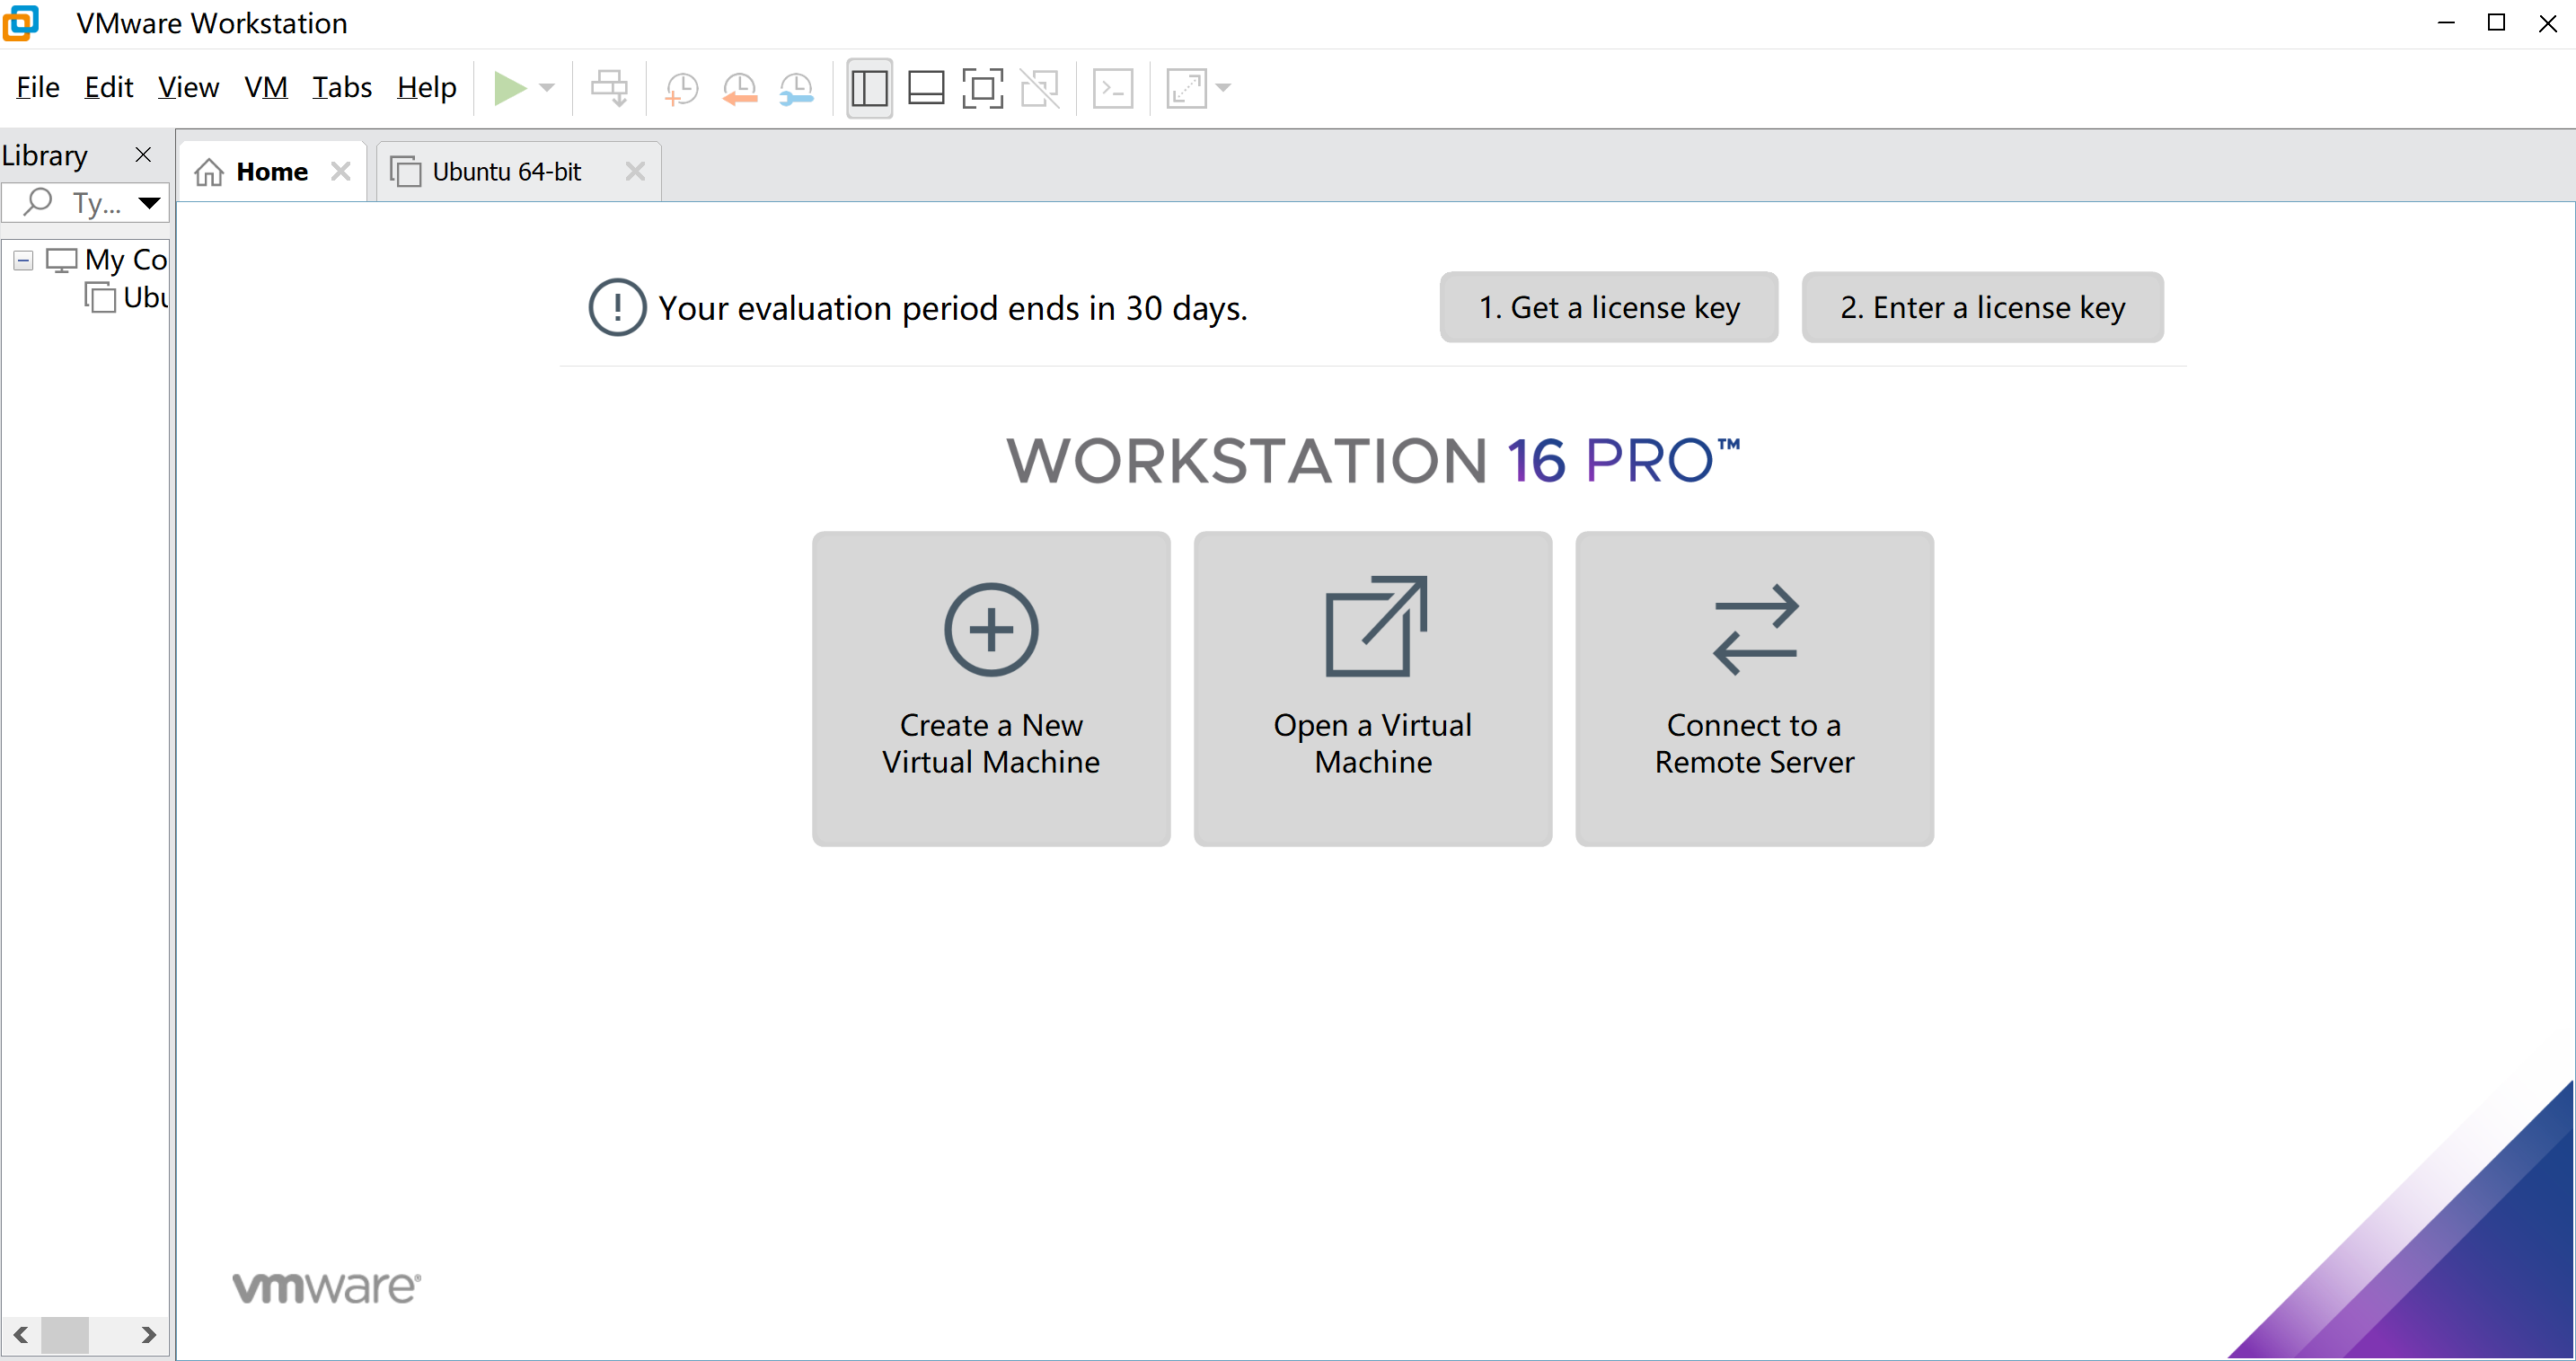 VMware Workstation
File Edit View VM Tabs Help
Library
Ty...
My Co
Ubu
Home
Ubuntu 64-bit
Your evaluation period ends in 30 days.
1. Get a license key
2. Enter a license key
WORKSTATION 16 PRO™
Create a New
Virtual Machine
Open a Virtual
Machine
Connect to a
Remote Server
vmware®